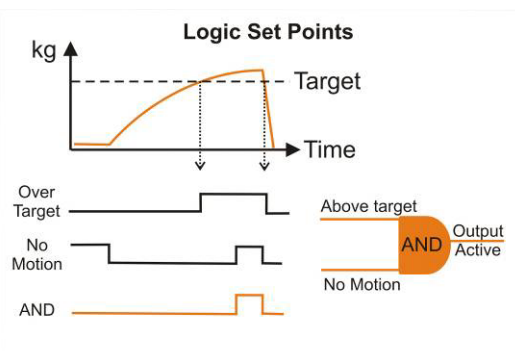 Logic Set Points
kg
Target
Time
Over
Target
No
Motion
AND
Above target
AND
Output
Active
No Motion